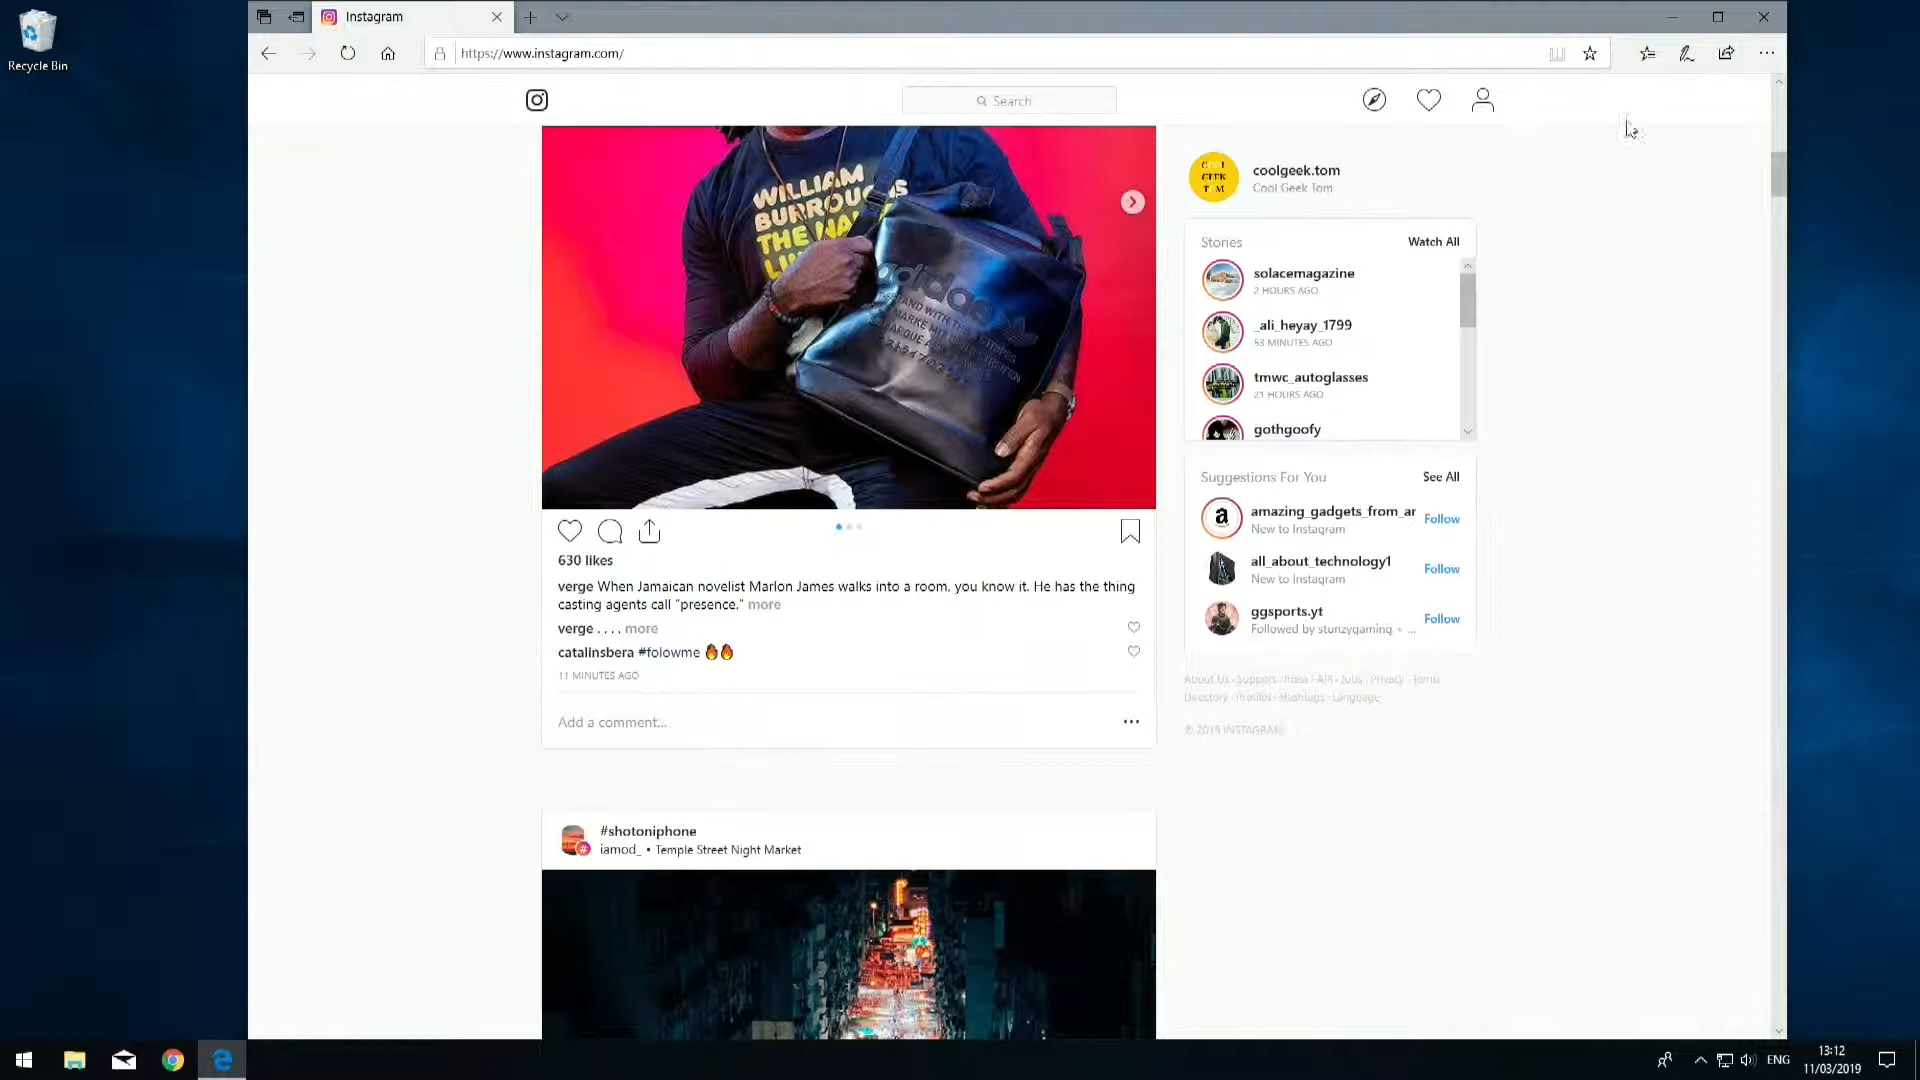 Recycle Bin
Instagram
https://www.instagram.com/
Search
WILLIAM
BURROUGHS
THE NA
LU
adidas
coolgeek.tom
Cool Geek Tom
Stories
Watch All
solacemagazine
2 HOURS AGO
_ali_heyay_1799
53 MINUTES AGO
tmwc_autoglasses
21 HOURS AGO
gothgoofy
Suggestions For You
See All
amazing_gadgets_from_ar
New to Instagram
Follow
all_about_technology1
New to Instagram
Follow
ggsports.yt
Followed by stunzygaming + ...
Follow
About Us · Support · Press · API · Jobs · Privacy · Terms
Directory · Profiles · Hashtags · Language
© 2019 INSTAGRAM
630 likes
verge When Jamaican novelist Marlon James walks into a room, you know it. He has the thing
casting agents call “presence.” more
verge . . . . more
catalinsbera #folowme 🔥🔥
11 MINUTES AGO
Add a comment...
#shotoniphone
iamod_ • Temple Street Night Market
ENG
13:12
11/03/2019